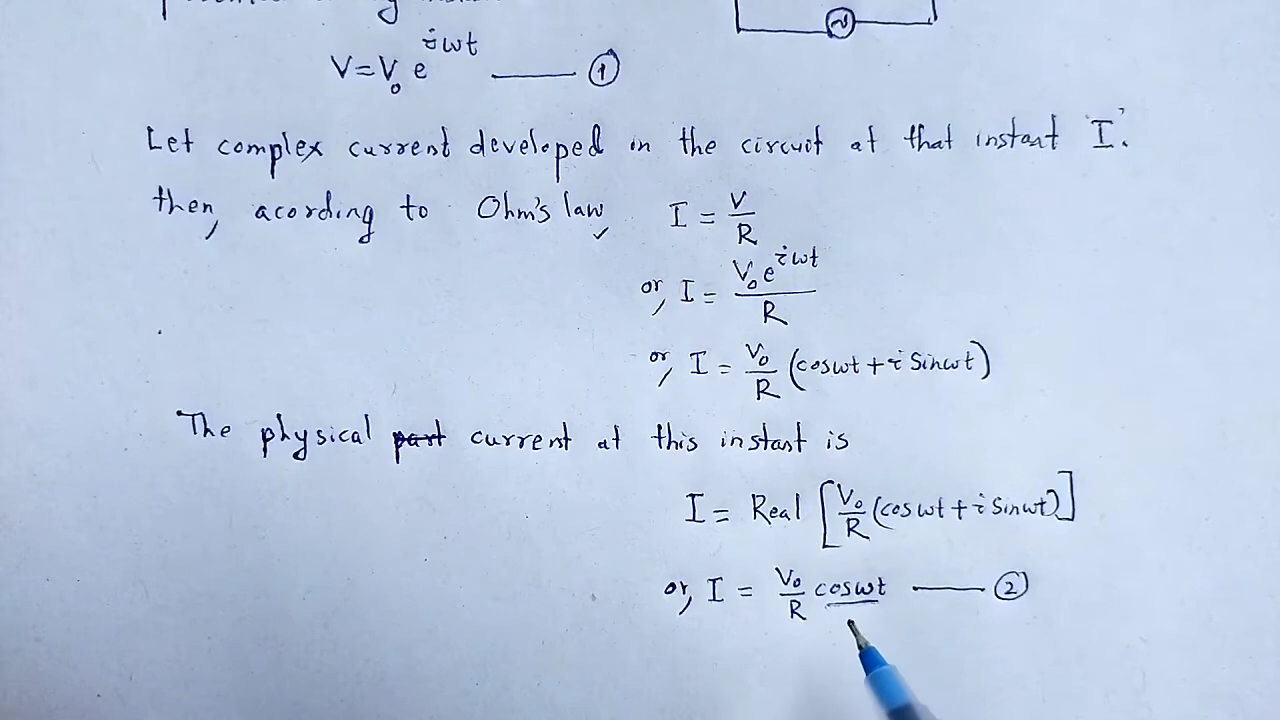 V = V₀ e^{iωt} ——— ①
Let complex current developed in the circuit at that instant 'I'.
then, acording to Ohm's law, I = V/R
or, I = V₀e^{iωt}/R
or, I = V₀/R (cosωt + i Sinωt)
The physical part current at this instant is
I = Real [V₀/R (cosωt + i Sinωt)]
or, I = V₀/R cosωt ——— ②